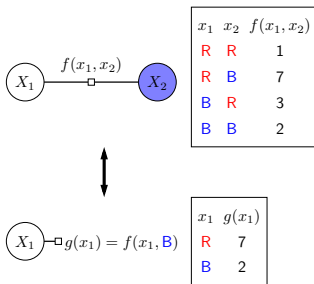 f(x₁, x₂)
X₁ X₂
x₁ x₂ f(x₁, x₂)
R R 1
R B 7
B R 3
B B 2
X₁ g(x₁) = f(x₁, B)
x₁ g(x₁)
R 7
B 2